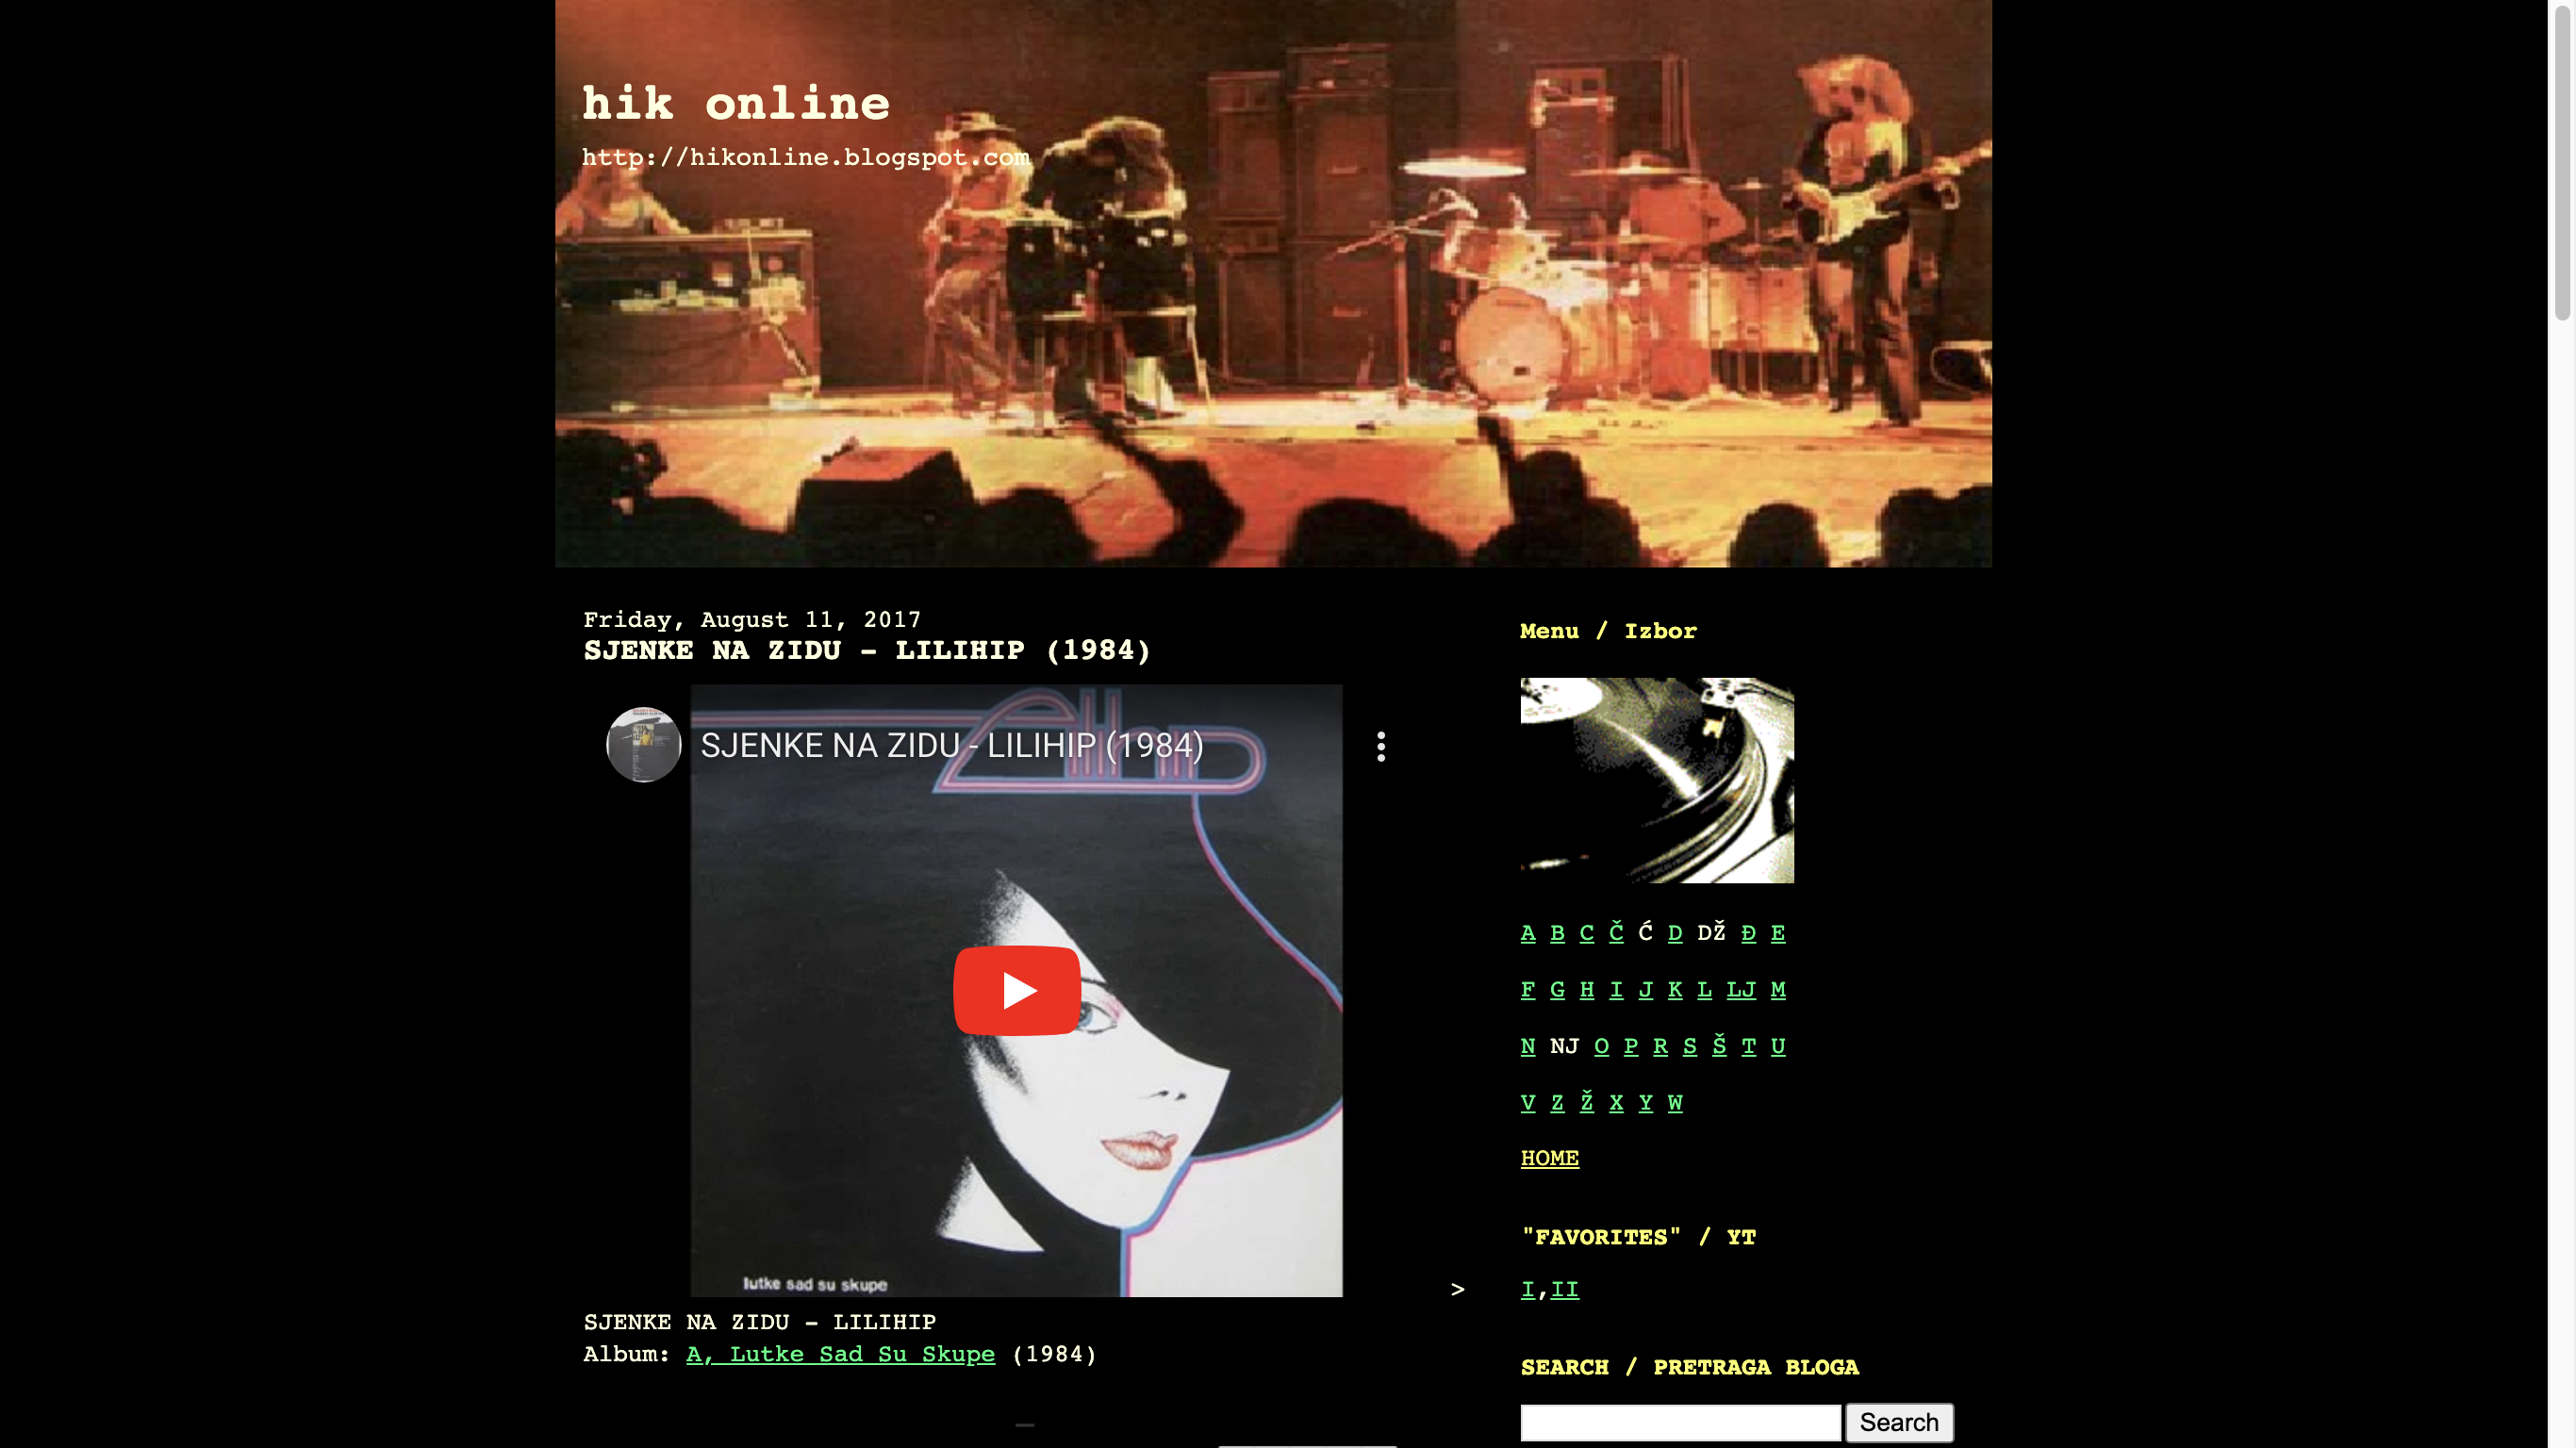 hik online
http://hikonline.blogspot.com
Friday, August 11, 2017
SJENKE NA ZIDU - LILIHIP (1984)
SJENKE NA ZIDU - LILIHIP (1984)
lilihip
lutke sad su skupe
SJENKE NA ZIDU - LILIHIP
Album: A, Lutke Sad Su Skupe (1984)
Menu / Izbor
A B C Č Ć D DŽ Đ E
F G H I J K L LJ M
N NJ O P R S Š T U
V Z Ž X Y W
HOME
"FAVORITES" / YT
> I,II
SEARCH / PRETRAGA BLOGA
Search